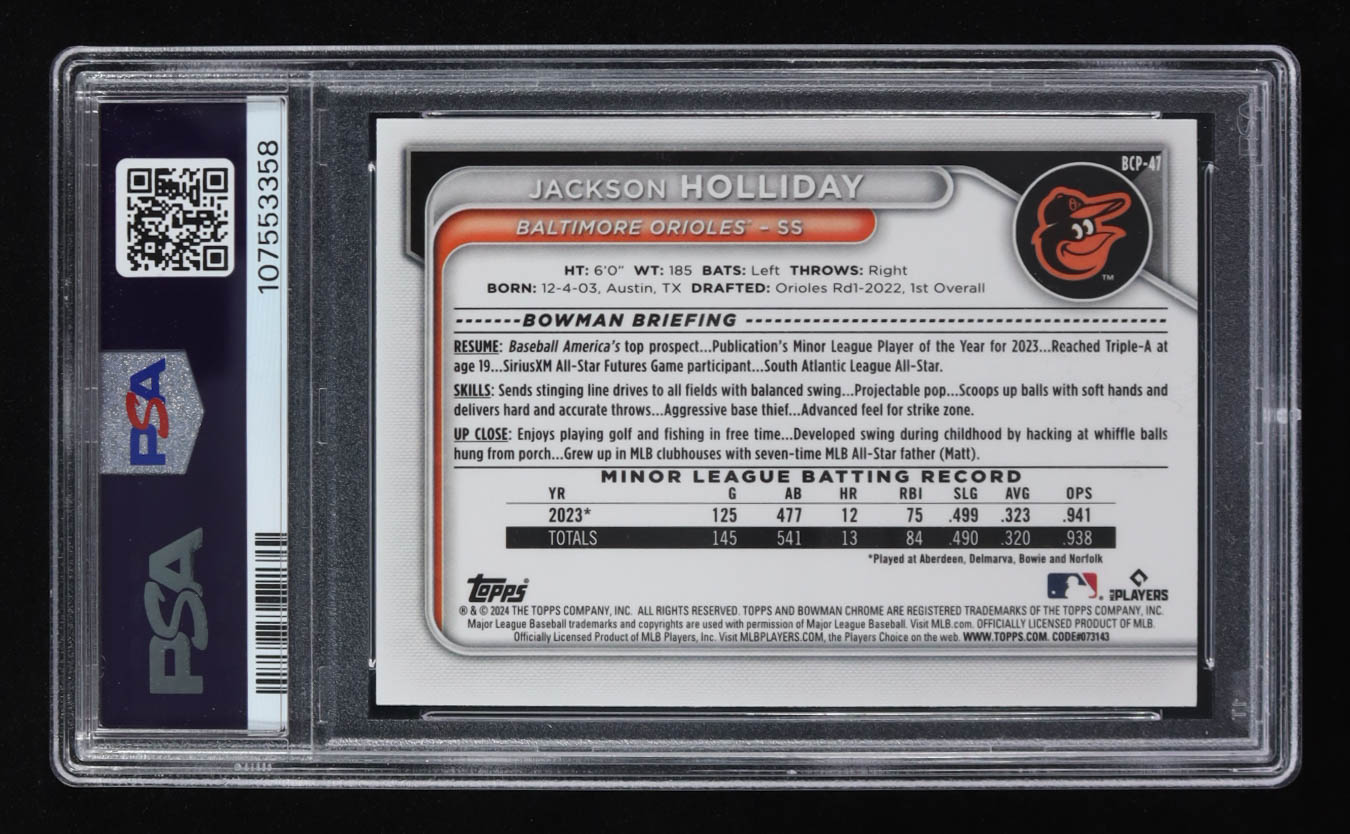 107553358
PSA
PSA
BCP-47
JACKSON HOLLIDAY
BALTIMORE ORIOLES® – SS
TM
HT: 6'0" WT: 185 BATS: Left THROWS: Right
BORN: 12-4-03, Austin, TX DRAFTED: Orioles Rd1-2022, 1st Overall
BOWMAN BRIEFING
RESUME: Baseball America's top prospect...Publication's Minor League Player of the Year for 2023...Reached Triple-A at
age 19...SiriusXM All-Star Futures Game participant...South Atlantic League All-Star.
SKILLS: Sends stinging line drives to all fields with balanced swing...Projectable pop...Scoops up balls with soft hands and
delivers hard and accurate throws...Aggressive base thief...Advanced feel for strike zone.
UP CLOSE: Enjoys playing golf and fishing in free time...Developed swing during childhood by hacking at whiffle balls
hung from porch...Grew up in MLB clubhouses with seven-time MLB All-Star father (Matt).
MINOR LEAGUE BATTING RECORD
YR G AB HR RBI SLG AVG OPS
2023* 125 477 12 75 .499 .323 .941
TOTALS 145 541 13 84 .490 .320 .938
*Played at Aberdeen, Delmarva, Bowie and Norfolk
Topps®
MLB PLAYERS
® & © 2024 THE TOPPS COMPANY, INC. ALL RIGHTS RESERVED. TOPPS AND BOWMAN CHROME ARE REGISTERED TRADEMARKS OF THE TOPPS COMPANY, INC.
Major League Baseball trademarks and copyrights are used with permission of Major League Baseball. Visit MLB.com. OFFICIALLY LICENSED PRODUCT OF MLB.
Officially Licensed Product of MLB Players, Inc. Visit MLBPLAYERS.COM, the Players Choice on the web. WWW.TOPPS.COM. CODE#073143